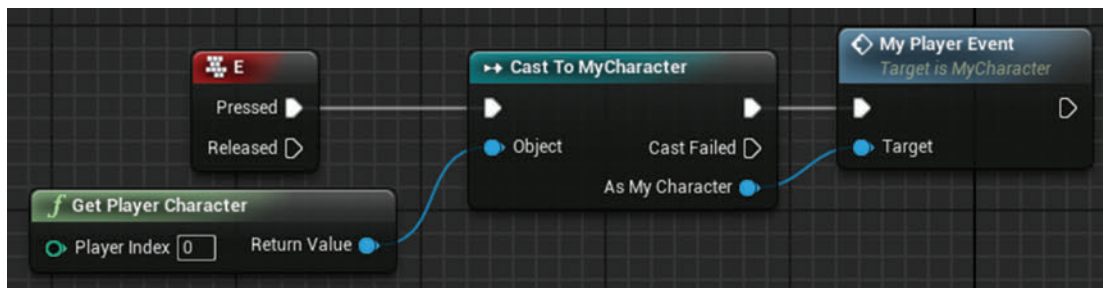 E
Pressed
Released
Get Player Character
Player Index 0 Return Value
Cast To MyCharacter
Object Cast Failed
As My Character
My Player Event
Target is MyCharacter
Target